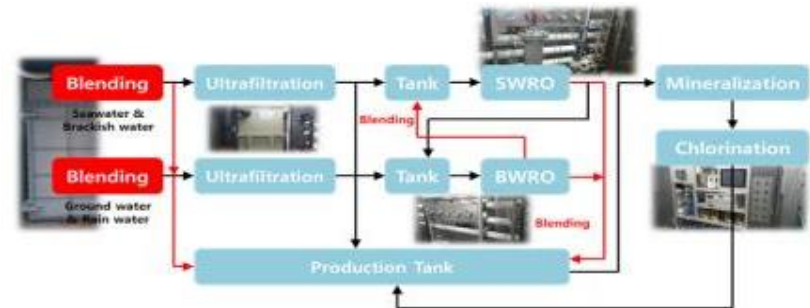 Blending
Ultrafiltration
Tank
SWRO
Mineralization
Seawater &
Brackish water
Blending
Chlorination
Blending
Ultrafiltration
Tank
BWRO
Ground water
& Rain water
Blending
Production Tank